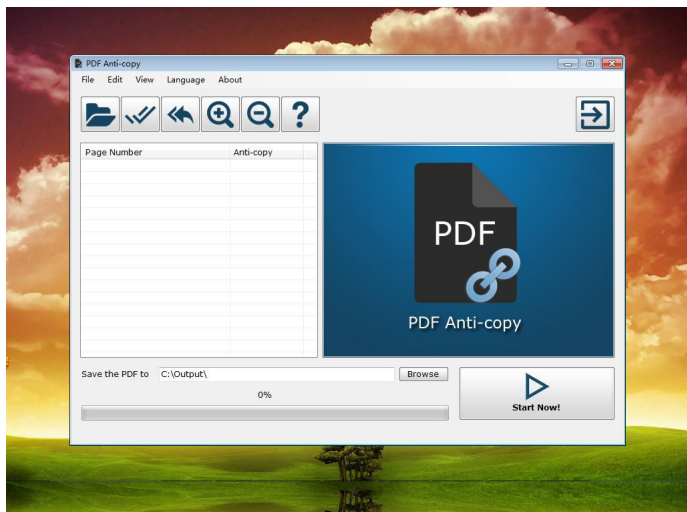 PDF Anti-copy
File Edit View Language About
?
Page Number Anti-copy
PDF
PDF Anti-copy
Save the PDF to C:\Output\ Browse
0%
Start Now!